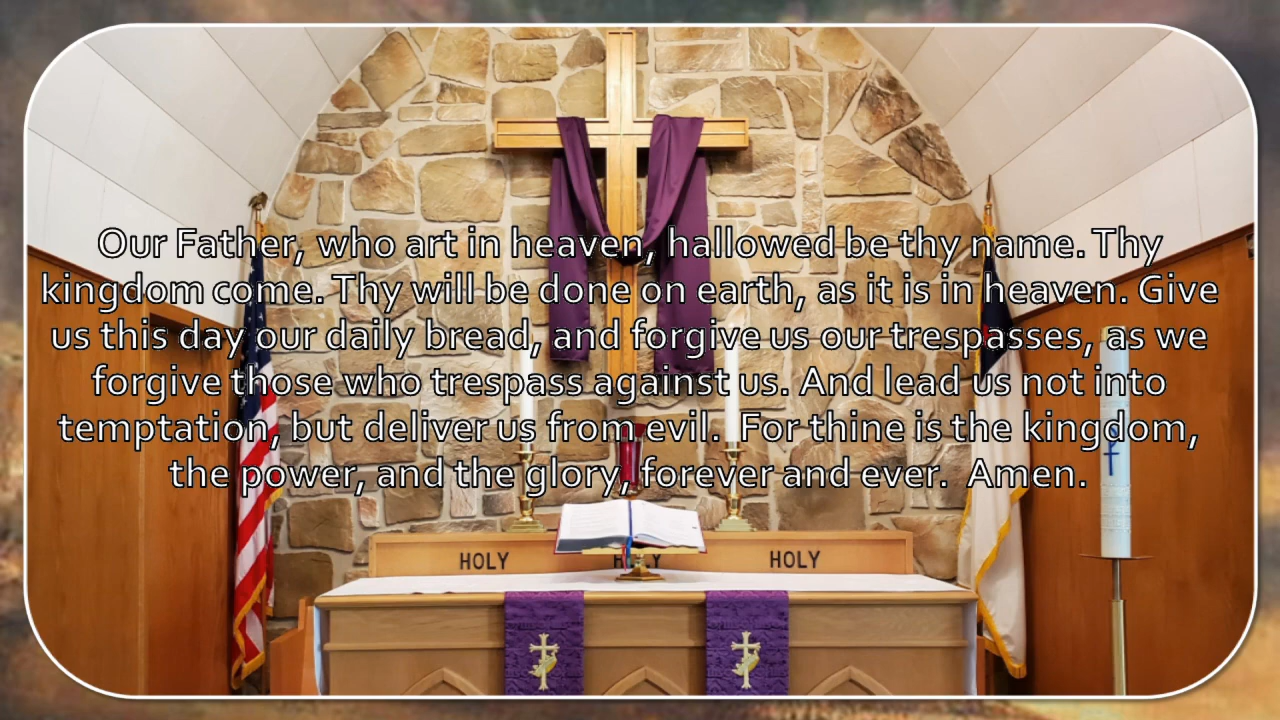 Our Father, who art in heaven, hallowed be thy name. Thy
kingdom come. Thy will be done on earth, as it is in heaven. Give
us this day our daily bread, and forgive us our trespasses, as we
forgive those who trespass against us. And lead us not into
temptation, but deliver us from evil.  For thine is the kingdom,
the power, and the glory, forever and ever.  Amen.
HOLY HOLY HOLY